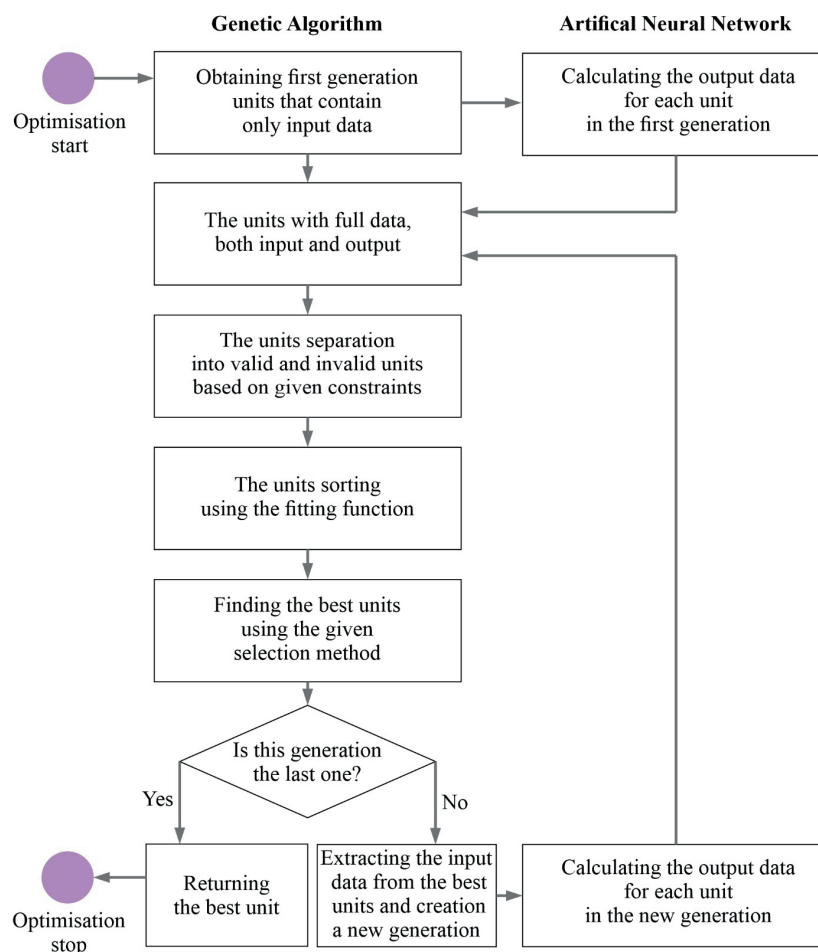 Genetic Algorithm
Artifical Neural Network
Optimisation
start
Obtaining first generation
units that contain
only input data
Calculating the output data
for each unit
in the first generation
The units with full data,
both input and output
The units separation
into valid and invalid units
based on given constraints
The units sorting
using the fitting function
Finding the best units
using the given
selection method
Is this generation
the last one?
Yes
No
Optimisation
stop
Returning
the best unit
Extracting the input
data from the best
units and creation
a new generation
Calculating the output data
for each unit
in the new generation